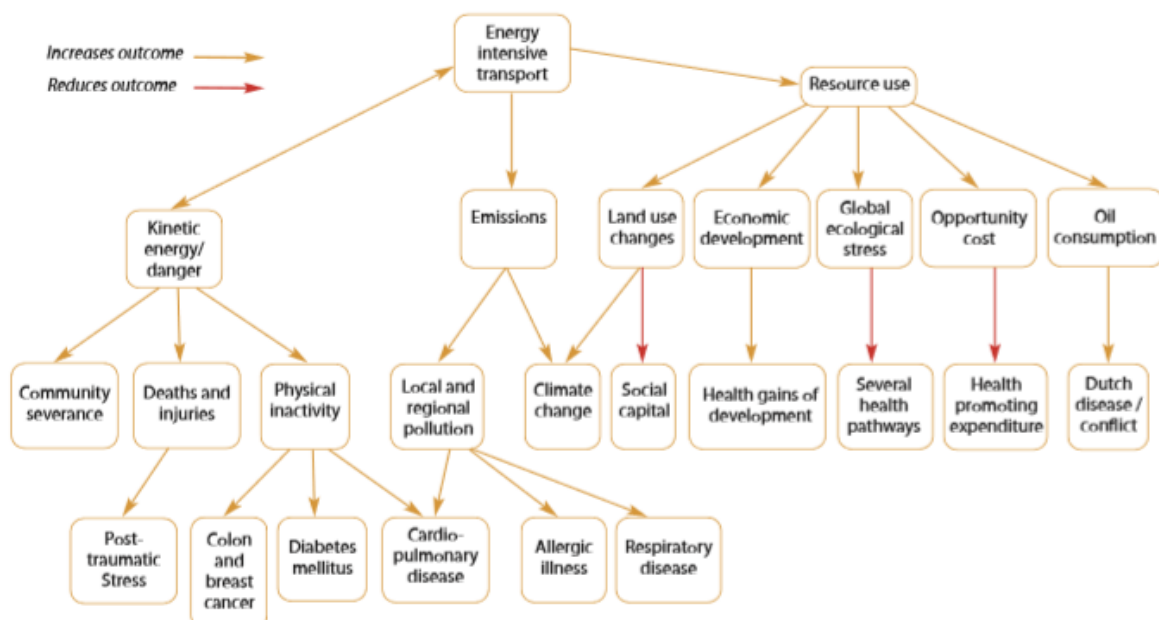 Increases outcome
Reduces outcome
Energy
intensive
transport
Resource use
Kinetic
energy/
danger
Emissions
Land use
changes
Economic
development
Global
ecological
stress
Opportunity
cost
Oil
consumption
Community
severance
Deaths and
injuries
Physical
inactivity
Local and
regional
pollution
Climate
change
Social
capital
Health gains of
development
Several
health
pathways
Health
promoting
expenditure
Dutch
disease /
conflict
Post-
traumatic
Stress
Colon
and
breast
cancer
Diabetes
mellitus
Cardio-
pulmonary
disease
Allergic
illness
Respiratory
disease